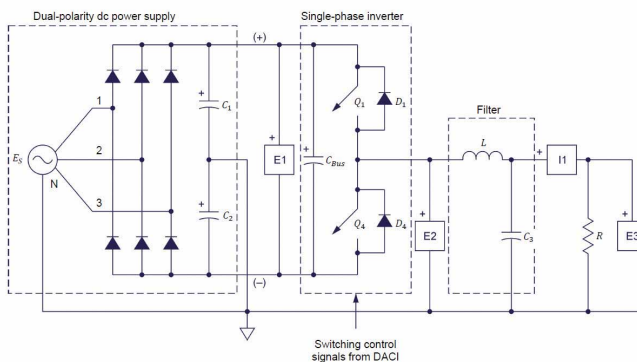 Dual-polarity dc power supply
Single-phase inverter
(+)
1
+
C1
+
Q1
D1
Filter
L
ES
2
E1
+
CBus
+
I1
N
3
+
C2
Q4
D4
+
E2
C3
R
+
E3
(–)
Switching control
signals from DACI